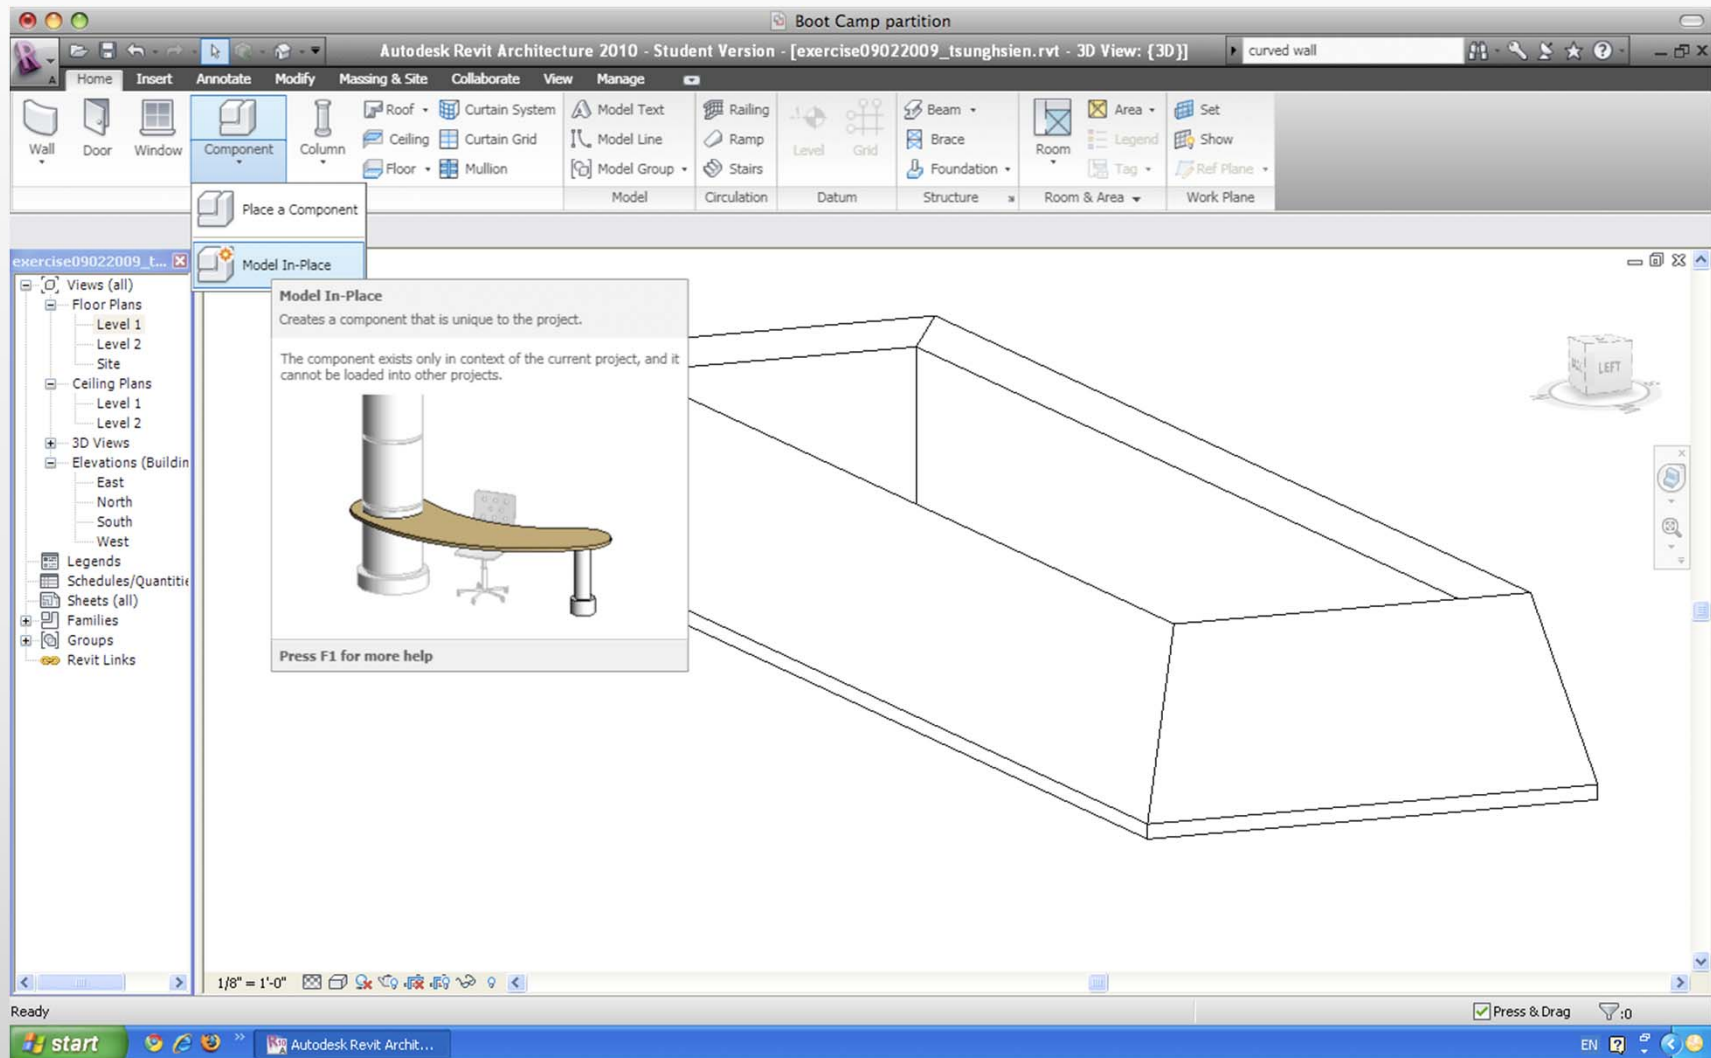 Boot Camp partition
Autodesk Revit Architecture 2010 - Student Version - [exercise09022009_tsunghsien.rvt - 3D View: {3D}]
curved wall
Home Insert Annotate Modify Massing & Site Collaborate View Manage
Wall
Door
Window
Component
Column
Roof
Ceiling
Floor
Curtain System
Curtain Grid
Mullion
Model Text
Model Line
Model Group
Railing
Ramp
Stairs
Level
Grid
Beam
Brace
Foundation
Room
Area
Legend
Tag
Set
Show
Ref Plane
Model Circulation Datum Structure Room & Area Work Plane
Place a Component
Model In-Place
Model In-Place
Creates a component that is unique to the project.
The component exists only in context of the current project, and it
cannot be loaded into other projects.
Press F1 for more help
exercise09022009_t...
Views (all)
Floor Plans
Level 1
Level 2
Site
Ceiling Plans
Level 1
Level 2
3D Views
Elevations (Buildin
East
North
South
West
Legends
Schedules/Quantitie
Sheets (all)
Families
Groups
Revit Links
LEFT
1/8" = 1'-0"
Ready
Press & Drag
:0
start
Autodesk Revit Archit...
EN